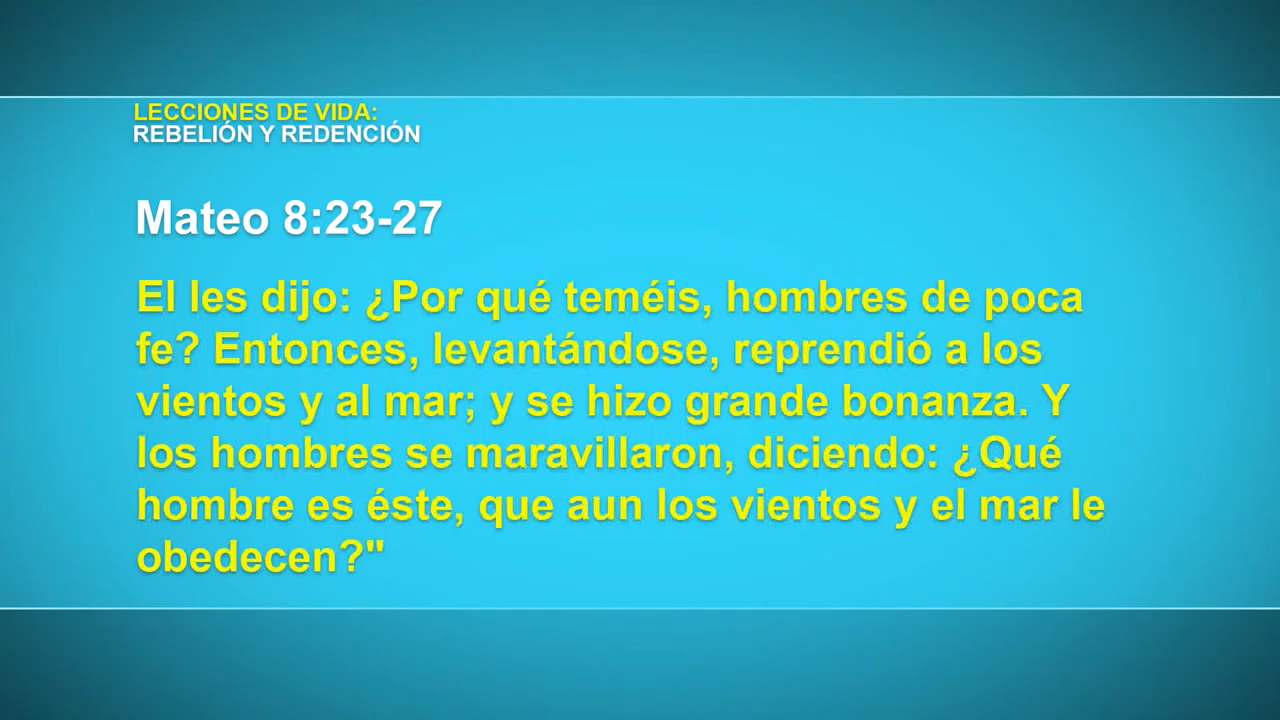 LECCIONES DE VIDA:
REBELIÓN Y REDENCIÓN
Mateo 8:23-27
El les dijo: ¿Por qué teméis, hombres de poca
fe? Entonces, levantándose, reprendió a los
vientos y al mar; y se hizo grande bonanza. Y
los hombres se maravillaron, diciendo: ¿Qué
hombre es éste, que aun los vientos y el mar le
obedecen?"